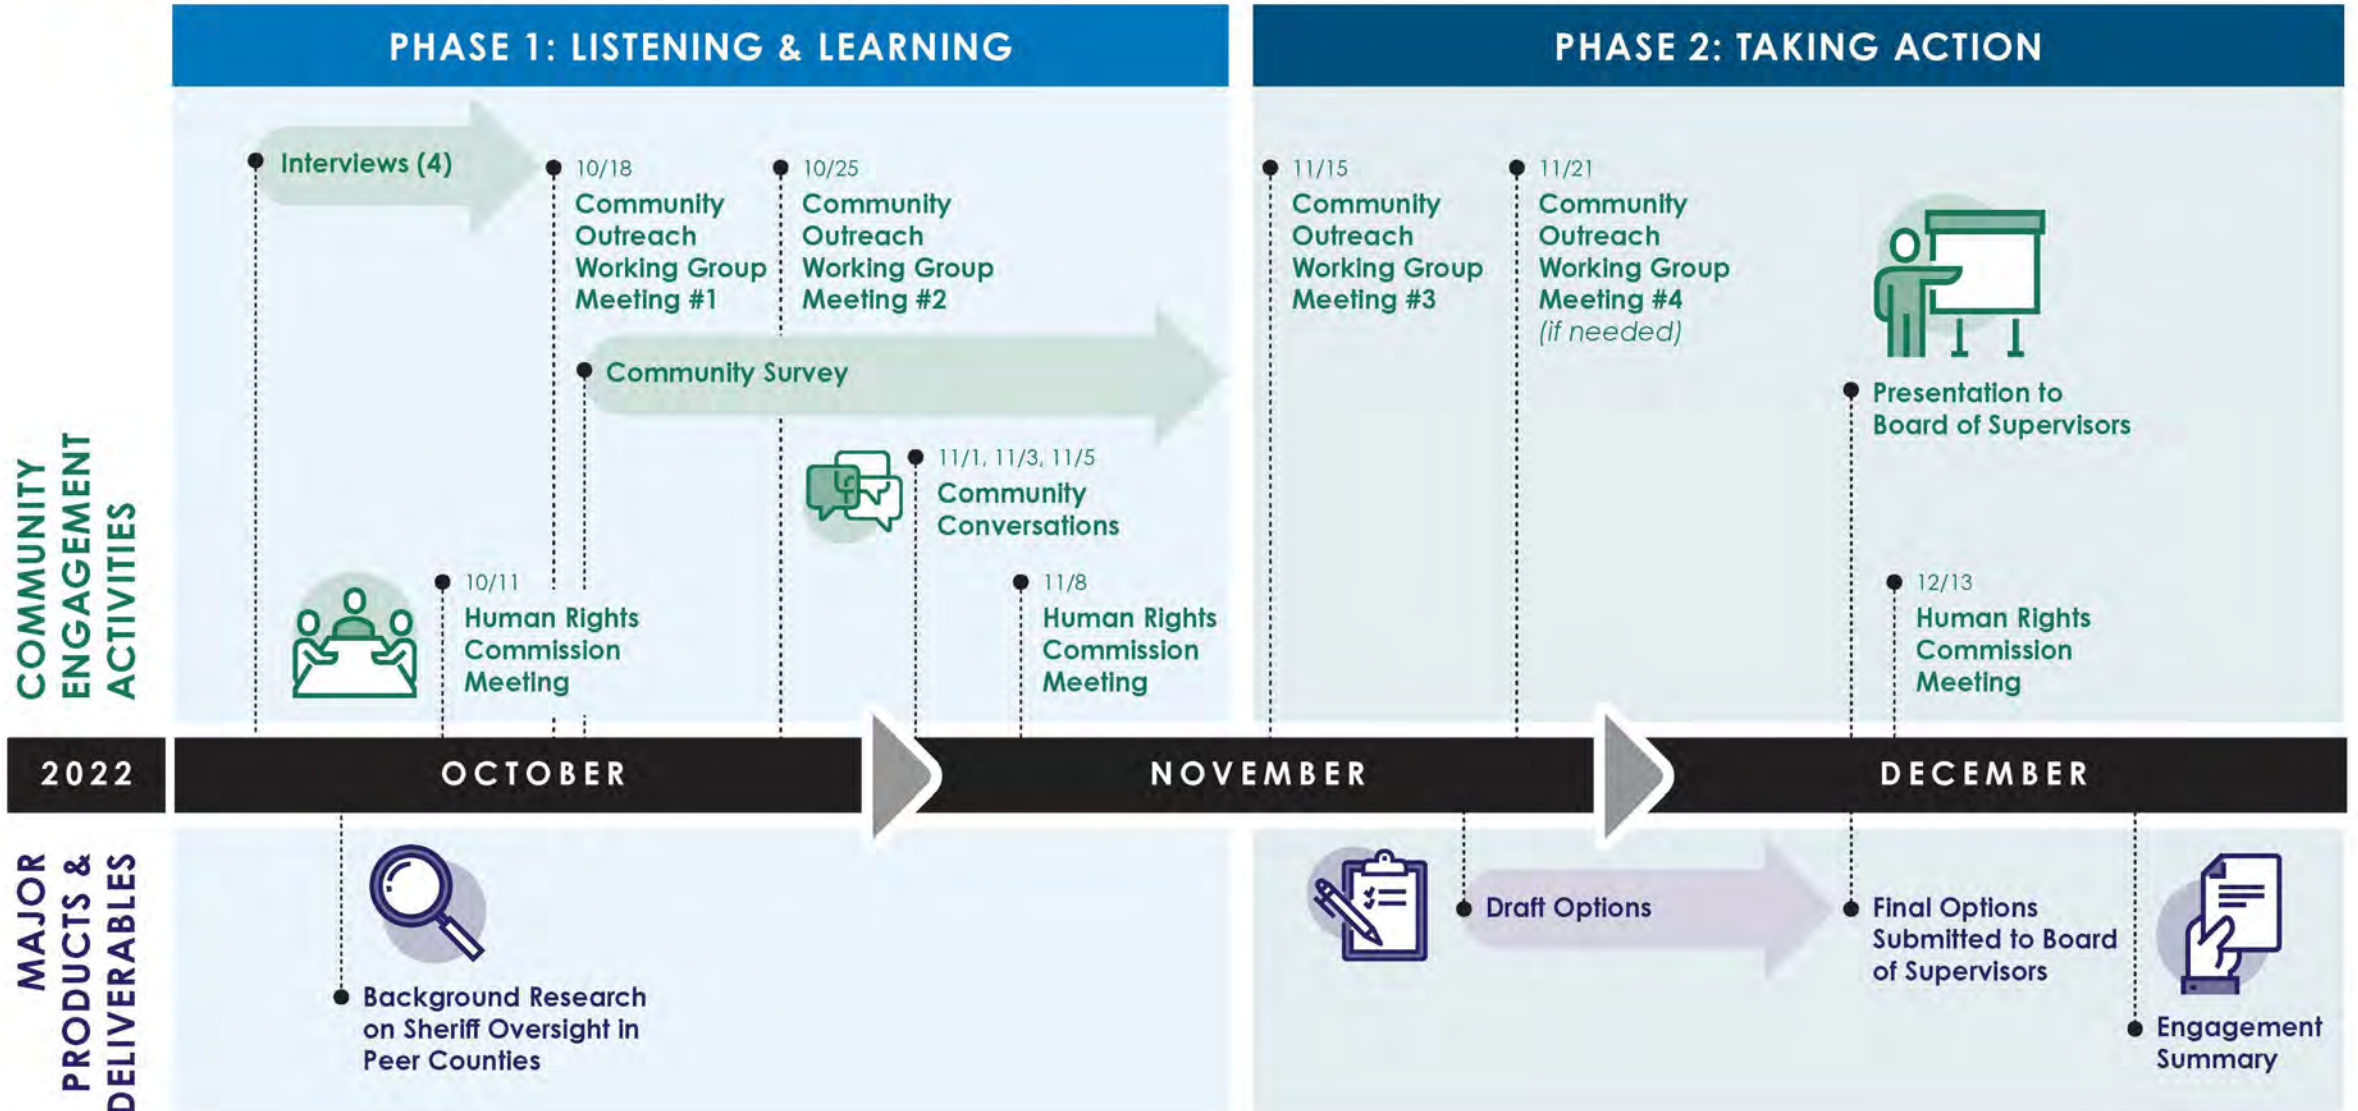 PHASE 1: LISTENING & LEARNING
PHASE 2: TAKING ACTION
COMMUNITY
ENGAGEMENT
ACTIVITIES
Interviews (4)
10/18
Community
Outreach
Working Group
Meeting #1
10/25
Community
Outreach
Working Group
Meeting #2
Community Survey
11/1, 11/3, 11/5
Community
Conversations
10/11
Human Rights
Commission
Meeting
11/8
Human Rights
Commission
Meeting
11/15
Community
Outreach
Working Group
Meeting #3
11/21
Community
Outreach
Working Group
Meeting #4
(if needed)
Presentation to
Board of Supervisors
12/13
Human Rights
Commission
Meeting
2022
OCTOBER
NOVEMBER
DECEMBER
MAJOR
PRODUCTS &
DELIVERABLES
Background Research
on Sheriff Oversight in
Peer Counties
Draft Options
Final Options
Submitted to Board
of Supervisors
Engagement
Summary